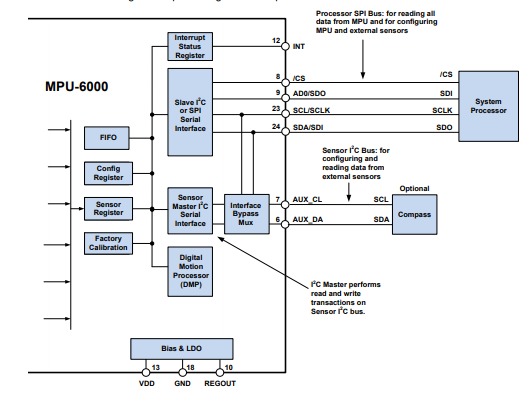 Processor SPI Bus: for reading all
data from MPU and for configuring
MPU and external sensors
Interrupt
Status
Register
12
INT
MPU-6000
Slave I²C
or SPI
Serial
Interface
8
/CS
9
AD0/SDO
23
SCL/SCLK
24
SDA/SDI
/CS
SDI
SCLK
SDO
System
Processor
FIFO
Config
Register
Sensor
Register
Factory
Calibration
Sensor I²C Bus: for
configuring and
reading data from
external sensors
Sensor
Master I²C
Serial
Interface
Interface
Bypass
Mux
7
AUX_CL
6
AUX_DA
SCL
SDA
Optional
Compass
Digital
Motion
Processor
(DMP)
I²C Master performs
read and write
transactions on
Sensor I²C bus.
Bias & LDO
13
18
10
VDD
GND
REGOUT